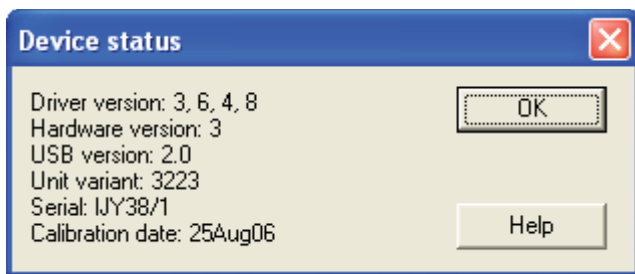 Device status
Driver version: 3, 6, 4, 8
Hardware version: 3
USB version: 2.0
Unit variant: 3223
Serial: IJY38/1
Calibration date: 25Aug06
OK
Help